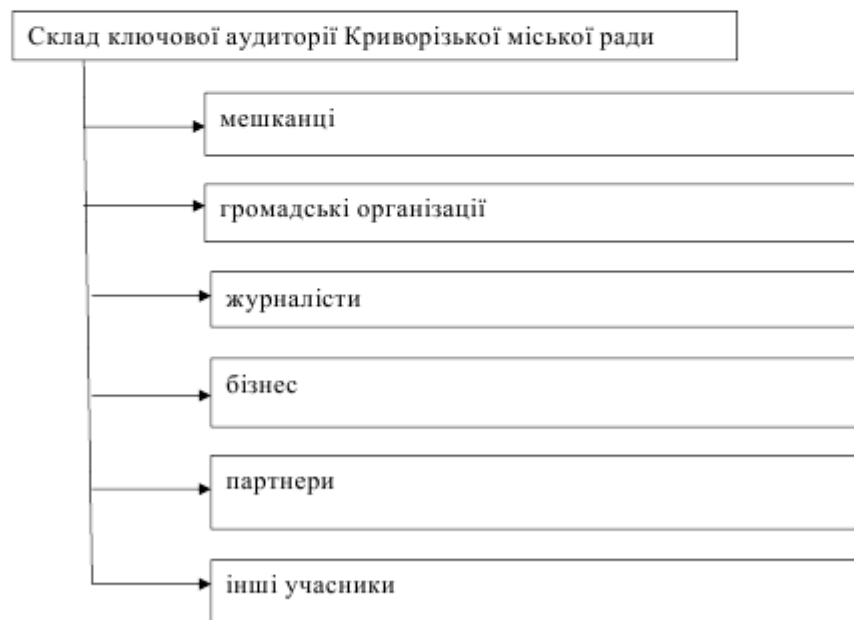 Склад ключової аудиторії Криворізької міської ради
мешканці
громадські організації
журналісти
бізнес
партнери
інші учасники